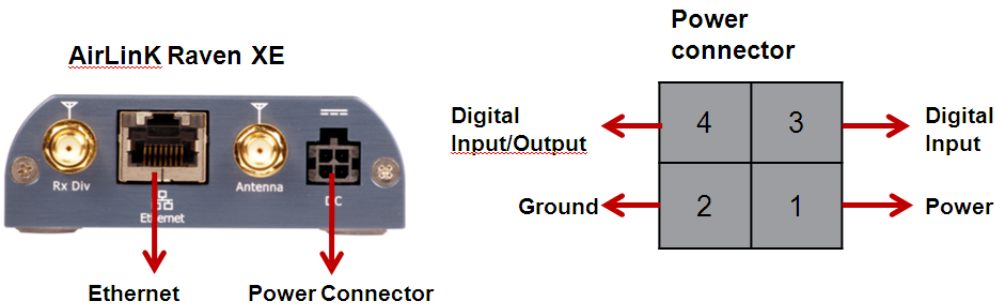 AirLinK Raven XE
Rx Div
Ethernet
Antenna
DC
Ethernet
Power Connector
Power
connector
Digital
Input/Output
4
3
Digital
Input
Ground
2
1
Power